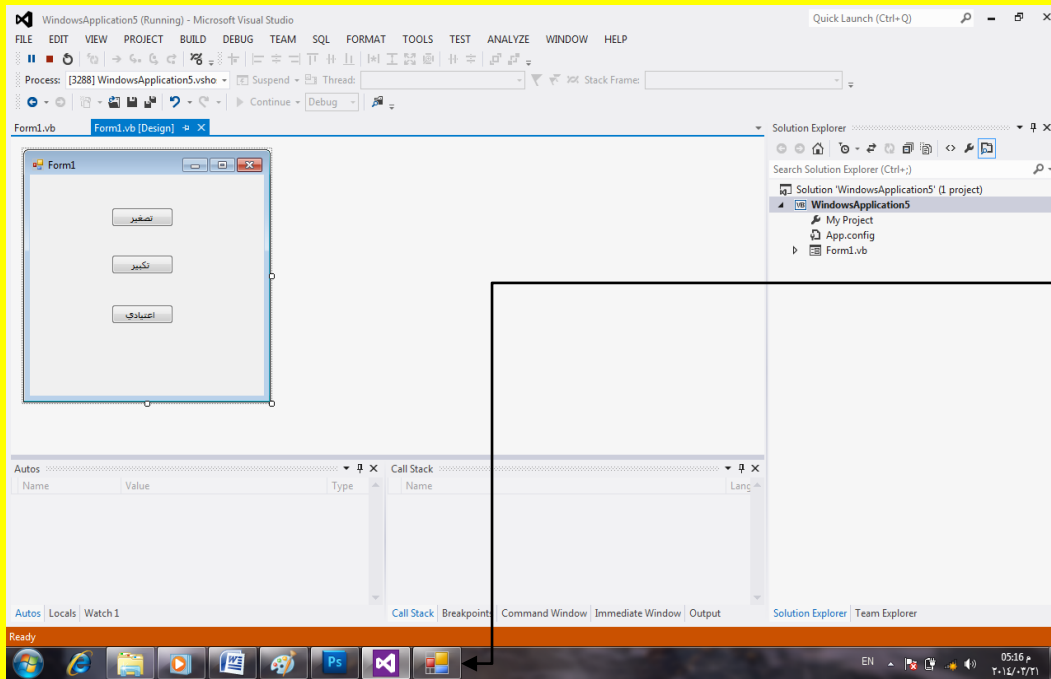 WindowsApplication5 (Running) - Microsoft Visual Studio
Quick Launch (Ctrl+Q)
FILE EDIT VIEW PROJECT BUILD DEBUG TEAM SQL FORMAT TOOLS TEST ANALYZE WINDOW HELP
Process: [3288] WindowsApplication5.vsho Suspend Thread: Stack Frame:
Continue Debug
Form1.vb Form1.vb [Design]
Form1
تصغير
تكبير
اعتيادي
Solution Explorer
Search Solution Explorer (Ctrl+;)
Solution 'WindowsApplication5' (1 project)
VB WindowsApplication5
My Project
App.config
Form1.vb
Autos
Name Value Type
Call Stack
Name Lang
Autos Locals Watch 1
Call Stack Breakpoints Command Window Immediate Window Output
Solution Explorer Team Explorer
Ready
Ps
EN
05:16 م
٢٠١٤/٠٣/٢١